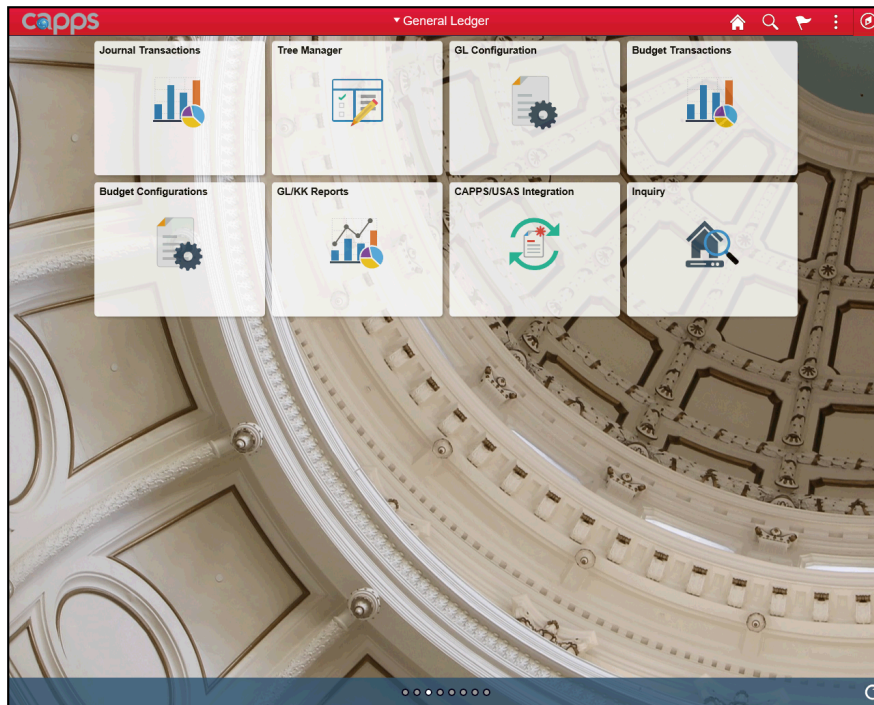 capps
General Ledger
Journal Transactions
Tree Manager
GL Configuration
Budget Transactions
Budget Configurations
GL/KK Reports
CAPPS/USAS Integration
Inquiry